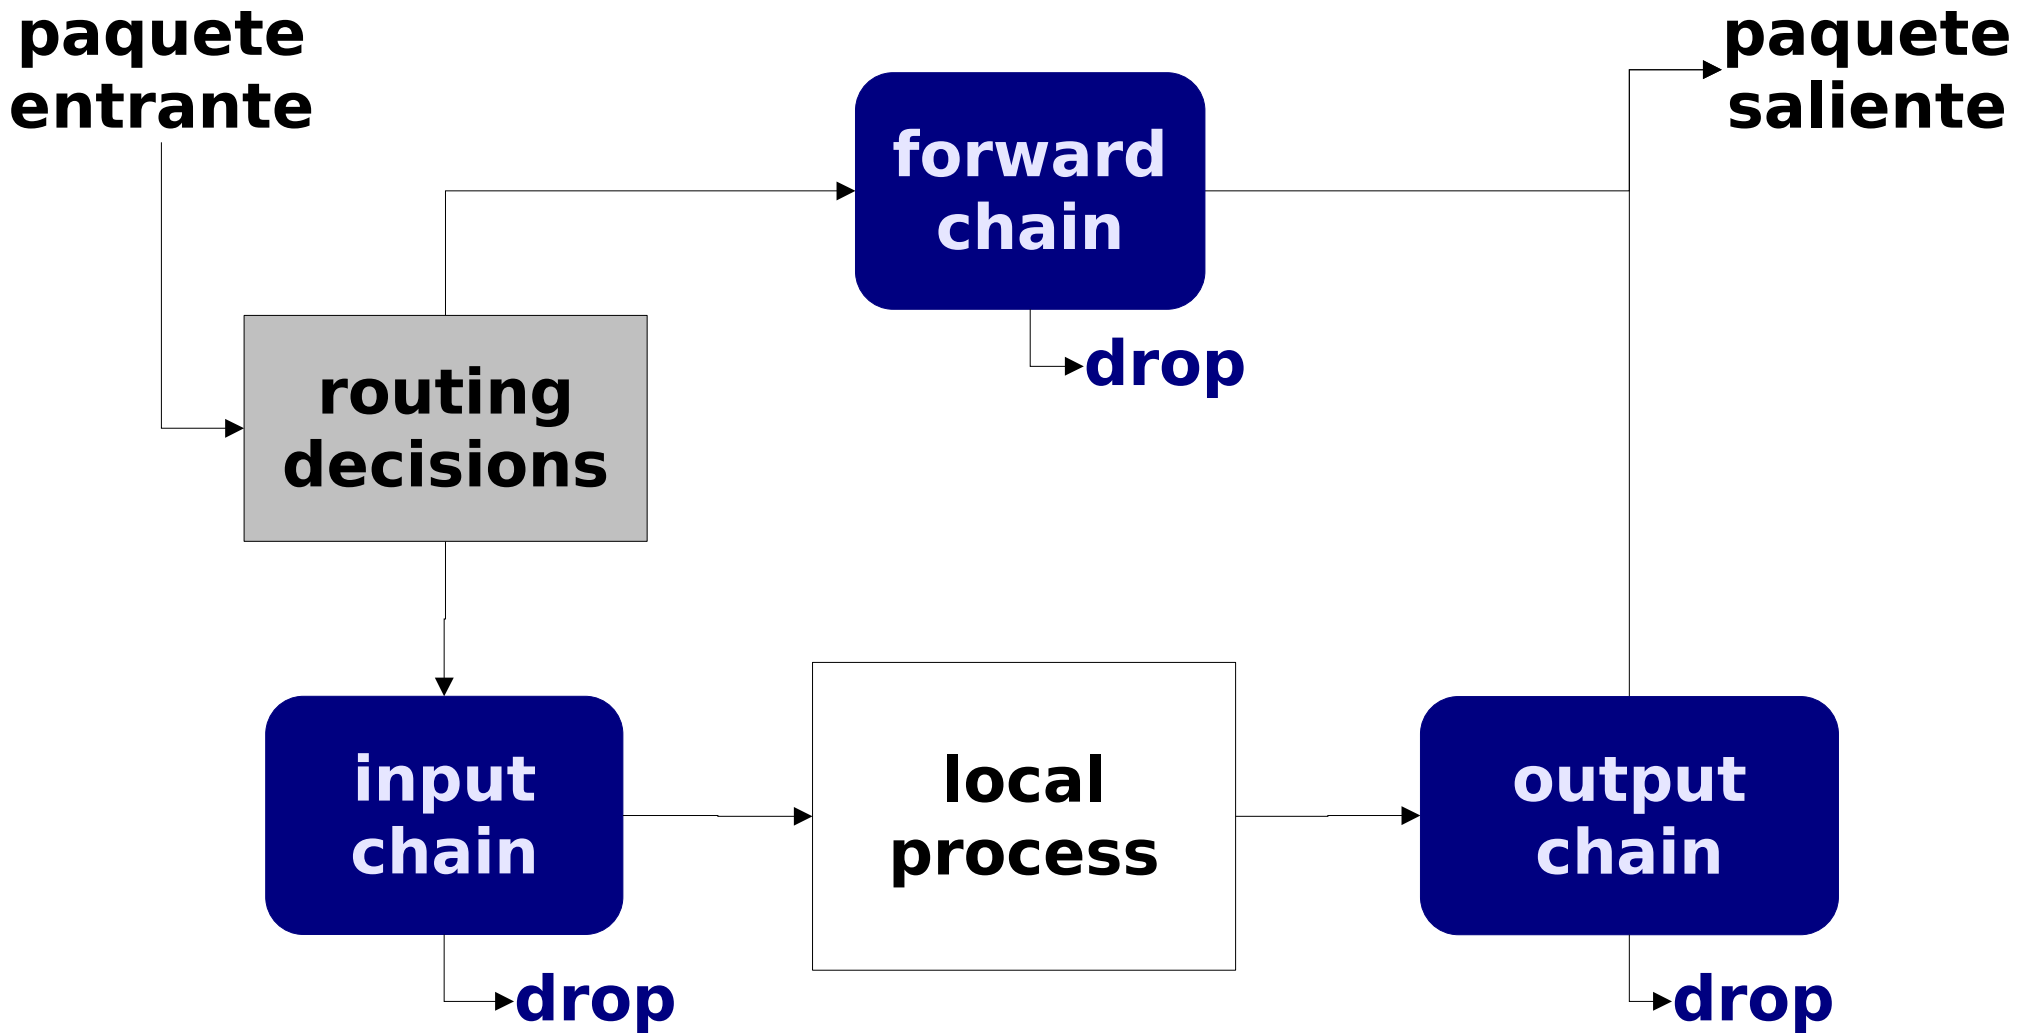 paquete
entrante
paquete
saliente
forward
chain
drop
routing
decisions
input
chain
drop
local
process
output
chain
drop